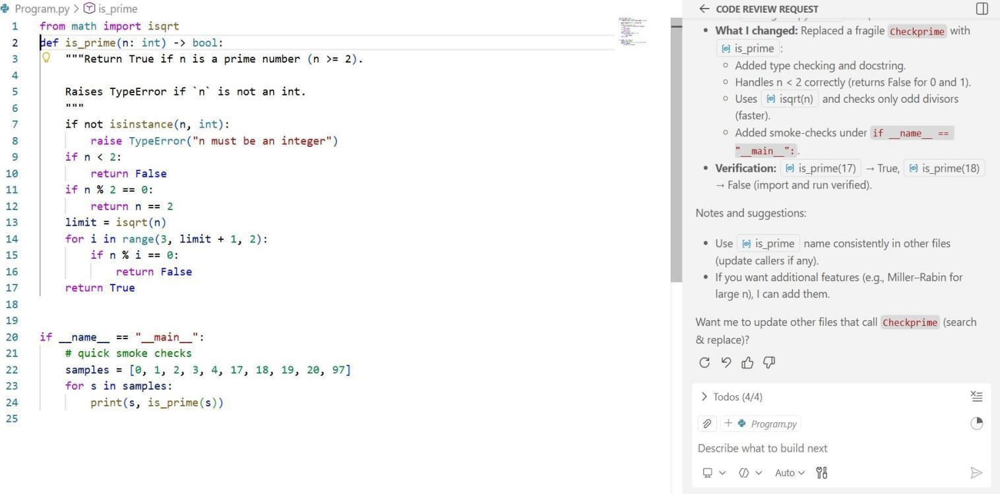 Program.py > is_prime
1 from math import isqrt
2 def is_prime(n: int) -> bool:
3 """Return True if n is a prime number (n >= 2).
4
5 Raises TypeError if `n` is not an int.
6 """
7 if not isinstance(n, int):
8 raise TypeError("n must be an integer")
9 if n < 2:
10 return False
11 if n % 2 == 0:
12 return n == 2
13 limit = isqrt(n)
14 for i in range(3, limit + 1, 2):
15 if n % i == 0:
16 return False
17 return True
18
19
20 if __name__ == "__main__":
21 # quick smoke checks
22 samples = [0, 1, 2, 3, 4, 17, 18, 19, 20, 97]
23 for s in samples:
24 print(s, is_prime(s))
25
CODE REVIEW REQUEST
• What I changed: Replaced a fragile Checkprime with
is_prime :
○ Added type checking and docstring.
○ Handles n < 2 correctly (returns False for 0 and 1).
○ Uses isqrt(n) and checks only odd divisors
(faster).
○ Added smoke-checks under if __name__ ==
"__main__":.
• Verification: is_prime(17) → True, is_prime(18)
→ False (import and run verified).
Notes and suggestions:
• Use is_prime name consistently in other files
(update callers if any).
• If you want additional features (e.g., Miller–Rabin for
large n), I can add them.
Want me to update other files that call Checkprime (search
& replace)?
Todos (4/4)
+ Program.py
Describe what to build next
Auto